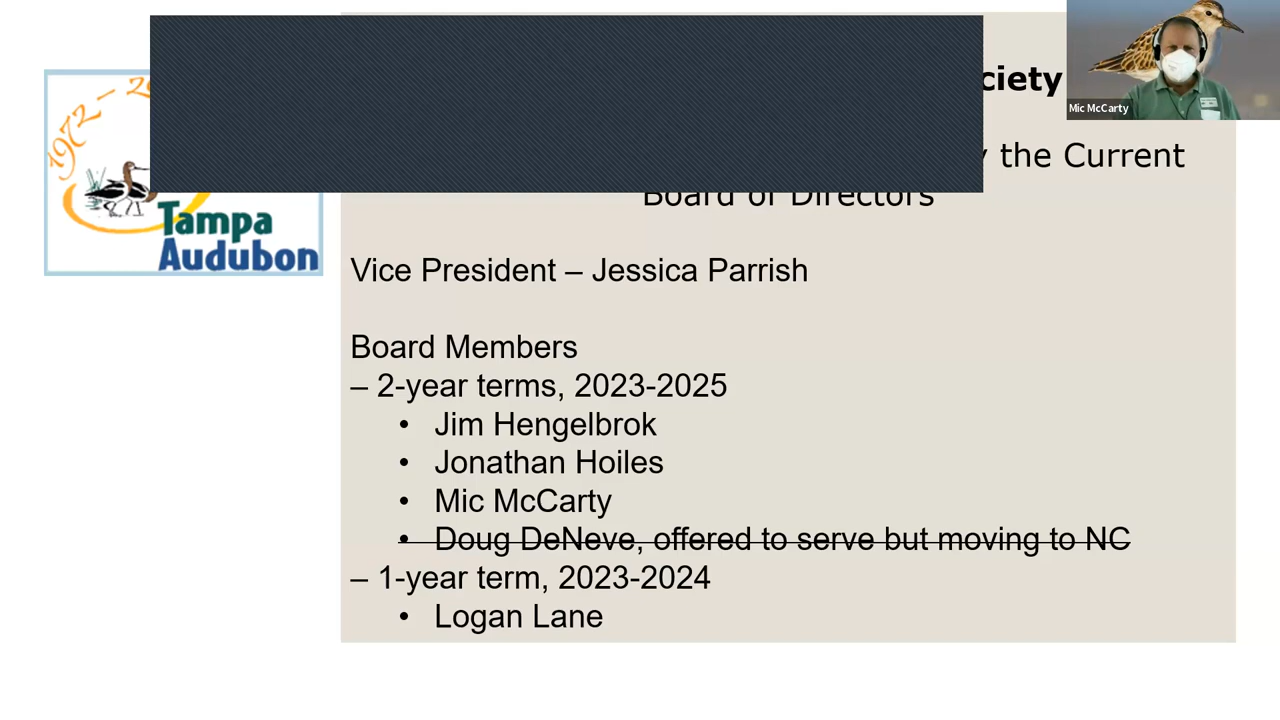 ciety
Mic McCarty
1972 – 2
the Current
Board of Directors
Tampa
Audubon
Vice President – Jessica Parrish
Board Members
– 2-year terms, 2023-2025
• Jim Hengelbrok
• Jonathan Hoiles
• Mic McCarty
• Doug DeNeve, offered to serve but moving to NC
– 1-year term, 2023-2024
• Logan Lane